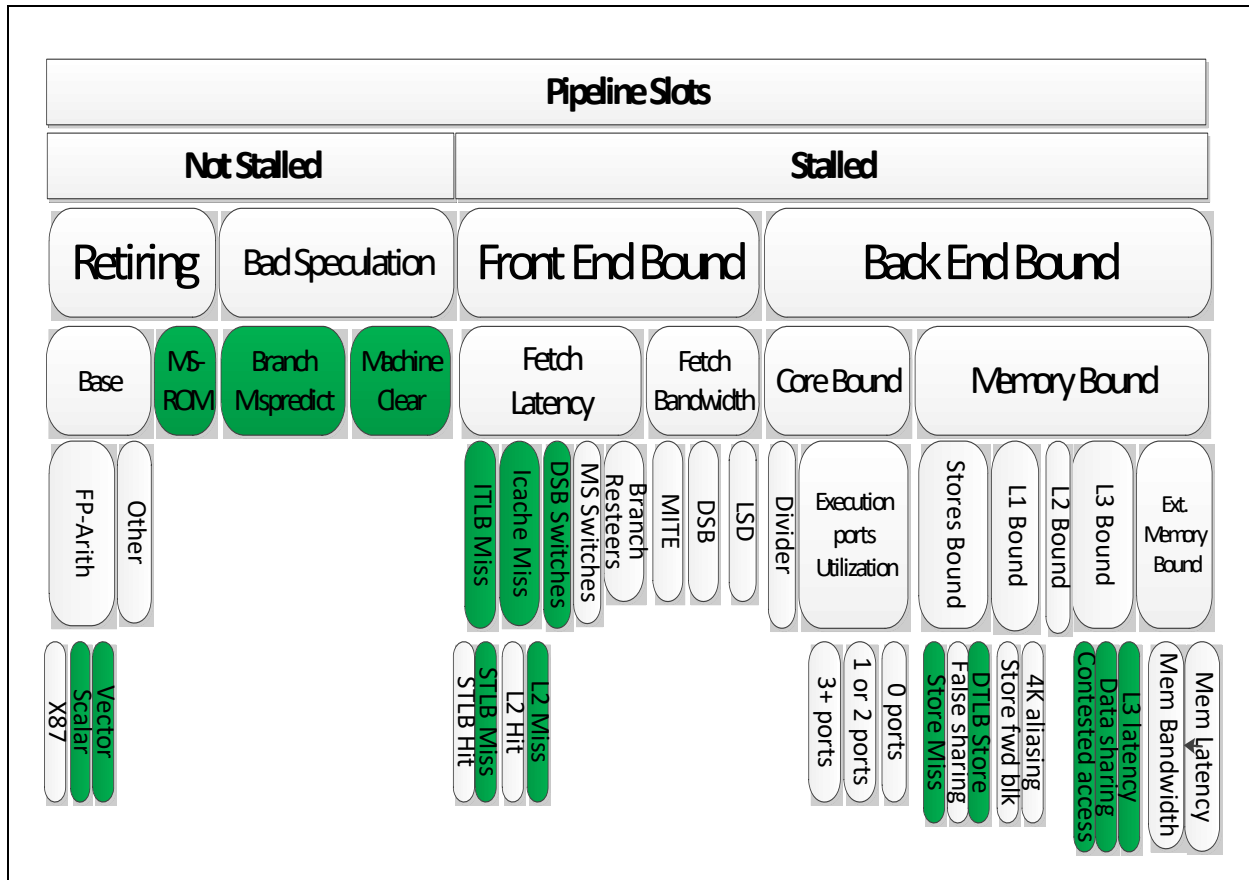 Pipeline Slots
Not Stalled
Stalled
Retiring
Bad Speculation
Front End Bound
Back End Bound
Base
MS-
ROM
Branch
Mispredict
Machine
Clear
Fetch
Latency
Fetch
Bandwidth
Core Bound
Memory Bound
FP-Arith
Other
ITLB Miss
Icache Miss
DSB Switches
MS Switches
Branch
Resteers
MITE
DSB
LSD
Divider
Execution
ports
Utilization
Stores Bound
L1 Bound
L2 Bound
L3 Bound
Ext.
Memory
Bound
X87
Scalar
Vector
STLB Hit
STLB Miss
L2 Hit
L2 Miss
3+ ports
1 or 2 ports
0 ports
Store Miss
False sharing
DTLB Store
Store fwd blk
4K aliasing
Contested access
Data sharing
L3 latency
Mem Bandwidth
Mem Latency